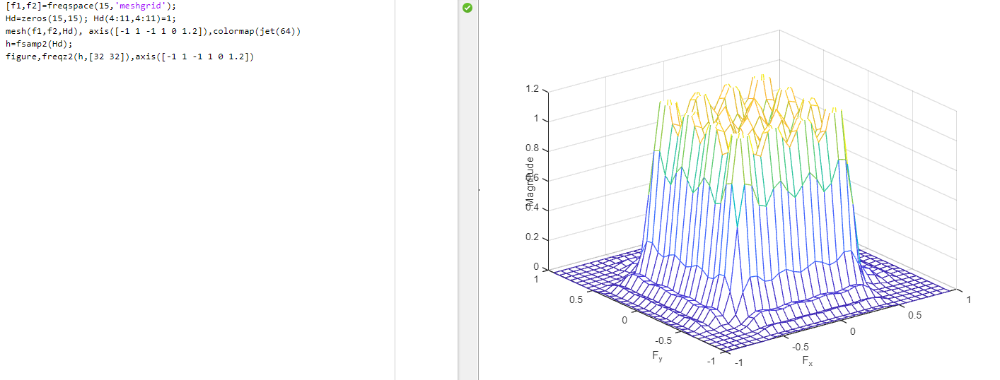 [f1,f2]=freqspace(15,'meshgrid');
Hd=zeros(15,15); Hd(4:11,4:11)=1;
mesh(f1,f2,Hd), axis([-1 1 -1 1 0 1.2]),colormap(jet(64))
h=fsamp2(Hd);
figure,freqz2(h,[32 32]),axis([-1 1 -1 1 0 1.2])
1.2
1
0.8
0.6
0.4
0.2
0
Magnitude
1
0.5
0
-0.5
-1
Fy
-1
-0.5
0
0.5
1
Fx